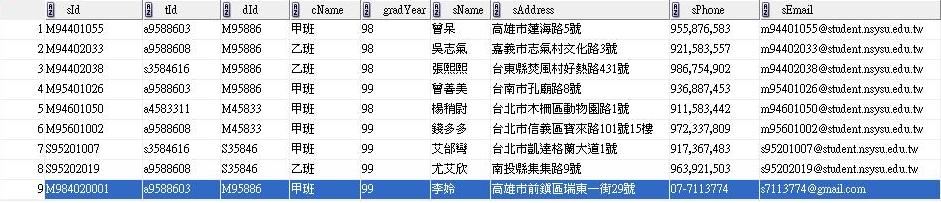 sId tId dId cName gradYear sName sAddress sPhone sEmail
1 M94401055 a9588603 M95886 甲班 98 曾呆 高雄市蓮海路5號 955,876,583 m94401055@student.nsysu.edu.tw
2 M94402033 a9588608 M95886 乙班 98 吳志氣 嘉義市志氣村文化路3號 921,583,557 m94402033@student.nsysu.edu.tw
3 M94402038 s3584616 M95886 乙班 98 張熙熙 台東縣焚風村好熱路431號 986,754,902 m94402038@student.nsysu.edu.tw
4 M95401026 a9588603 M95886 甲班 99 曾善美 台南市孔廟路8號 936,887,453 m95401026@student.nsysu.edu.tw
5 M94601050 a4583311 M45833 甲班 98 楊稍尉 台北市木柵區動物園路1號 911,583,442 m94601050@student.nsysu.edu.tw
6 M95601002 a9588608 M45833 甲班 99 錢多多 台北市信義區寶來路101號15樓 972,337,809 m95601002@student.nsysu.edu.tw
7 S95201007 s3584616 S35846 甲班 99 艾邰彎 台北市凱達格蘭大道1號 917,367,483 s95201007@student.nsysu.edu.tw
8 S95202019 a9588608 S35846 乙班 99 尤艾欣 南投縣集集路9號 963,921,503 s95202019@student.nsysu.edu.tw
9 M984020001 a9588603 M95886 甲班 99 李姈 高雄市前鎮區瑞東一街29號 07-7113774 s7113774@gmail.com